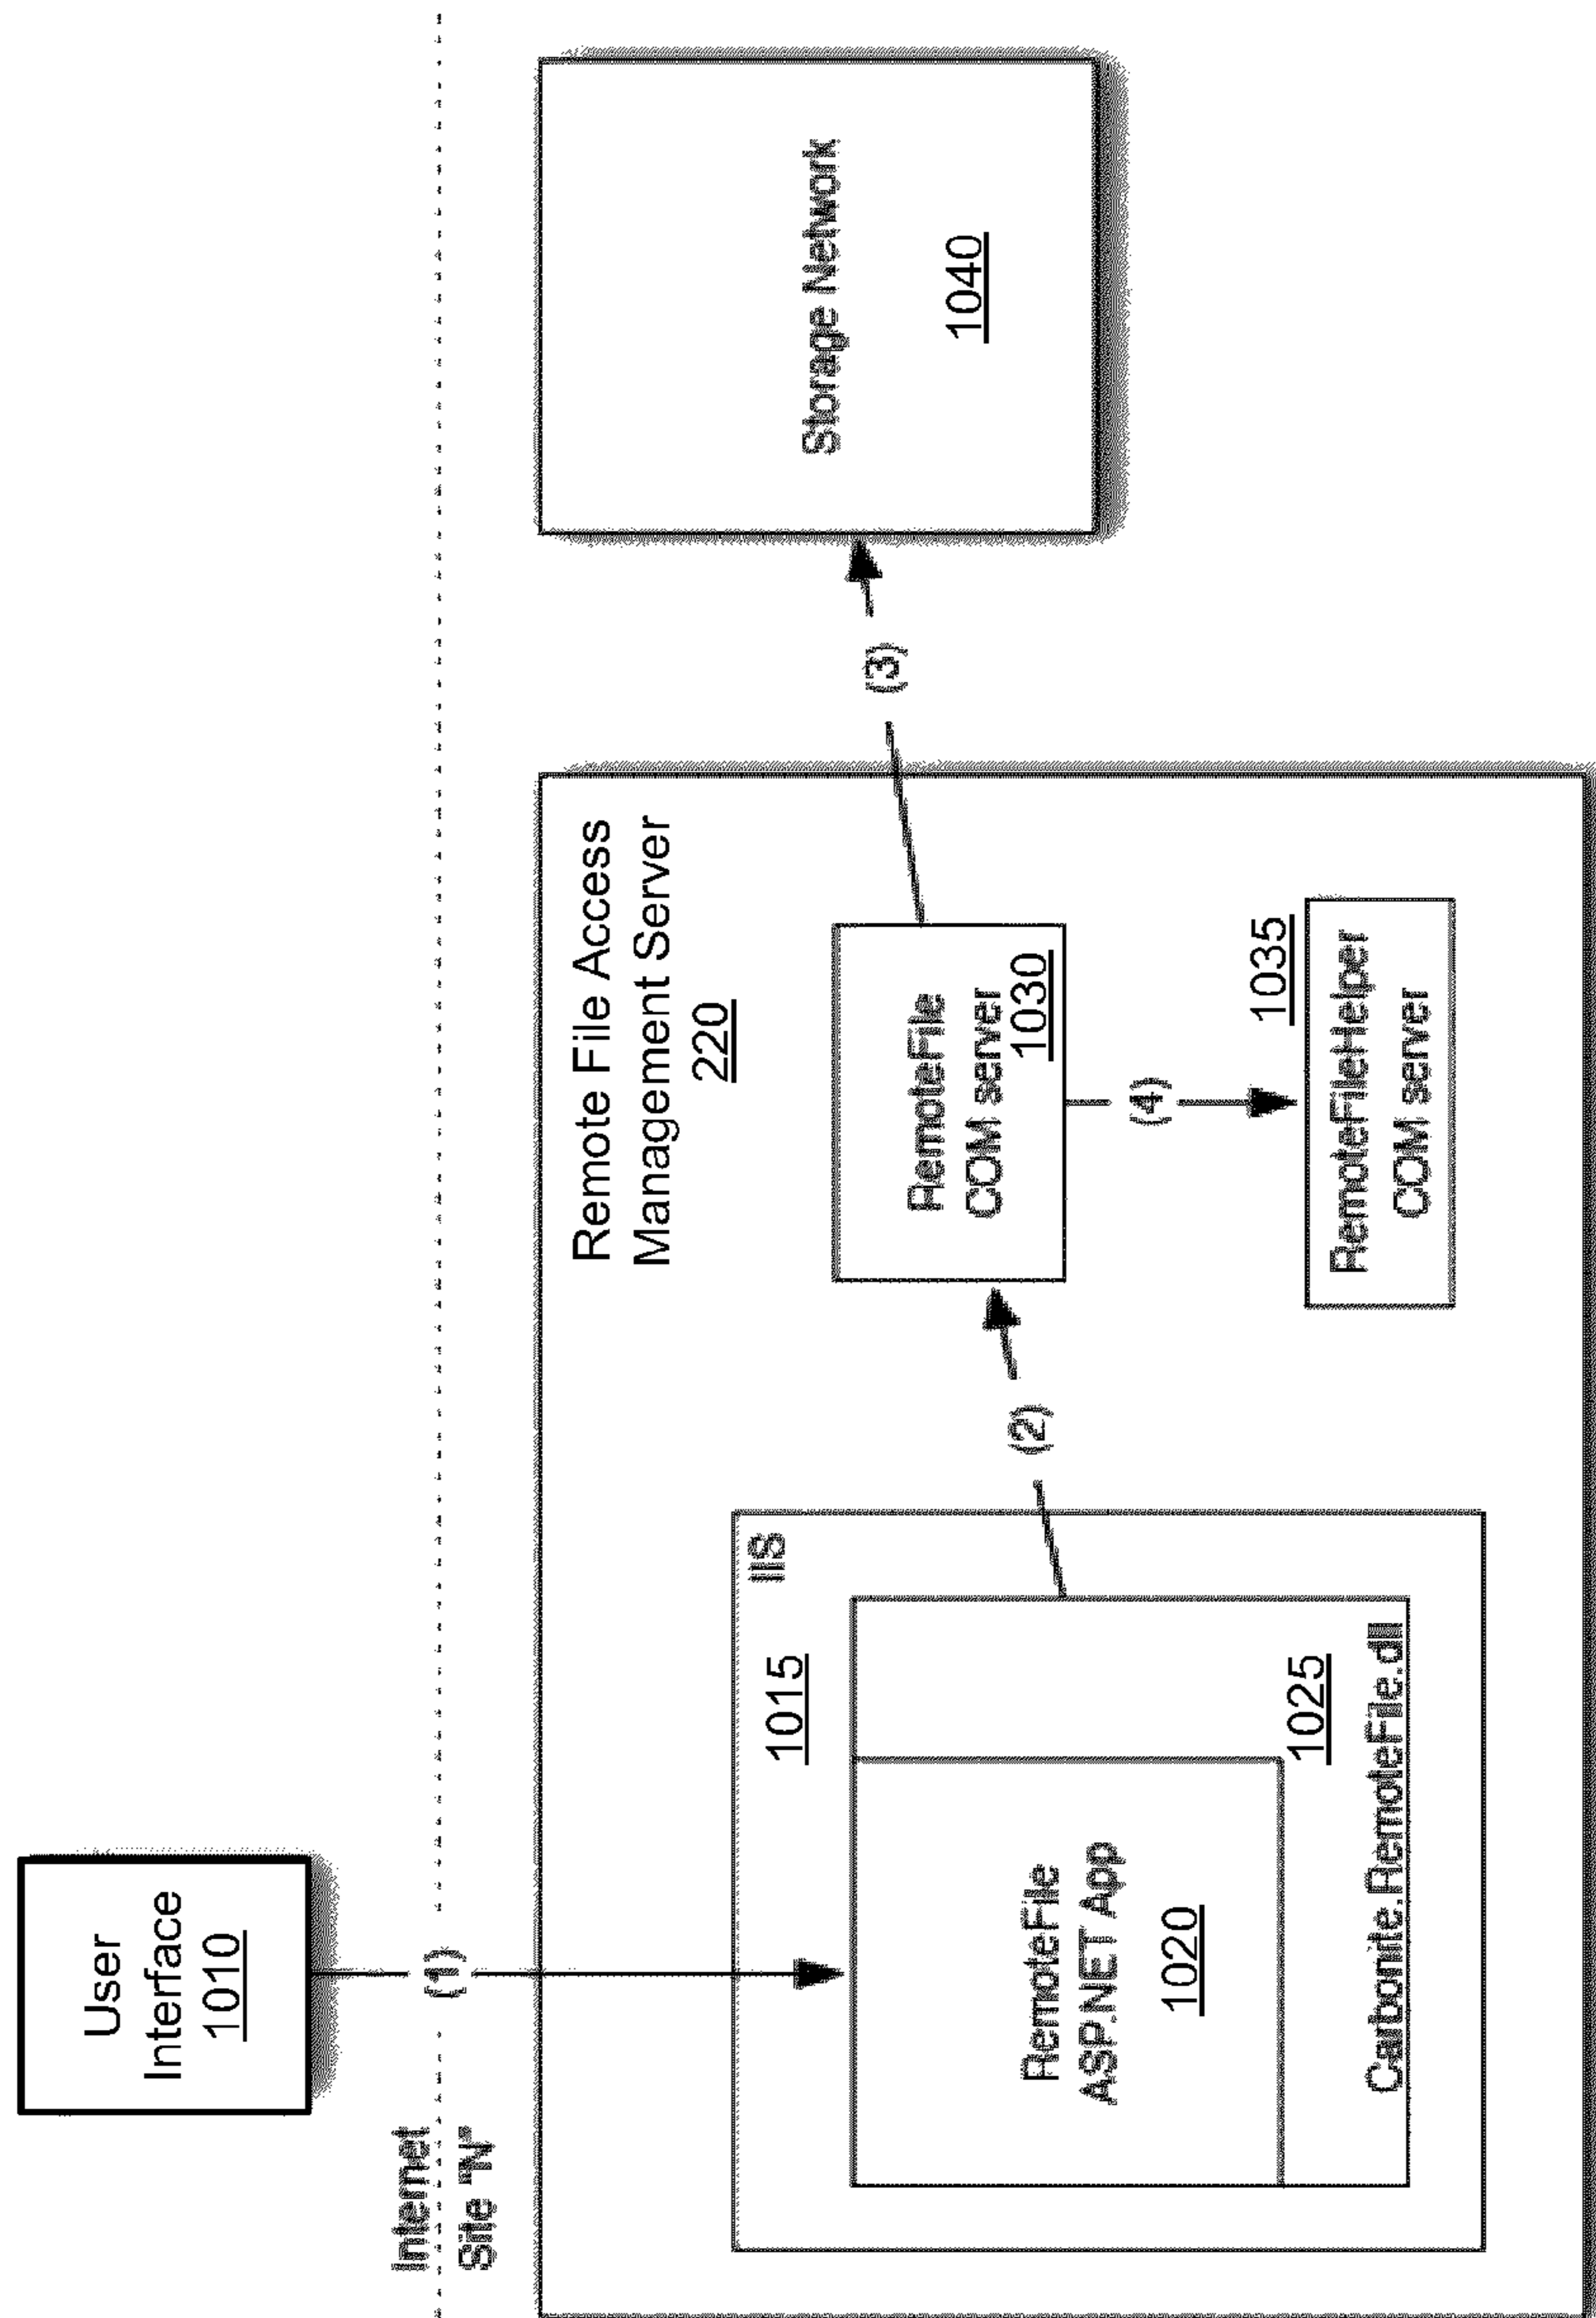 User
Interface
1010
Internet
(1)
Site "N"
Remote File Access
Management Server
220
IIS
1015
RemoteFile
ASP.NET App
1020
1025
Carbonite.RemoteFile.dll
(2)
RemoteFile
COM server
1030
(4)
1035
RemoteFileHelper
COM server
(3)
Storage Network
1040